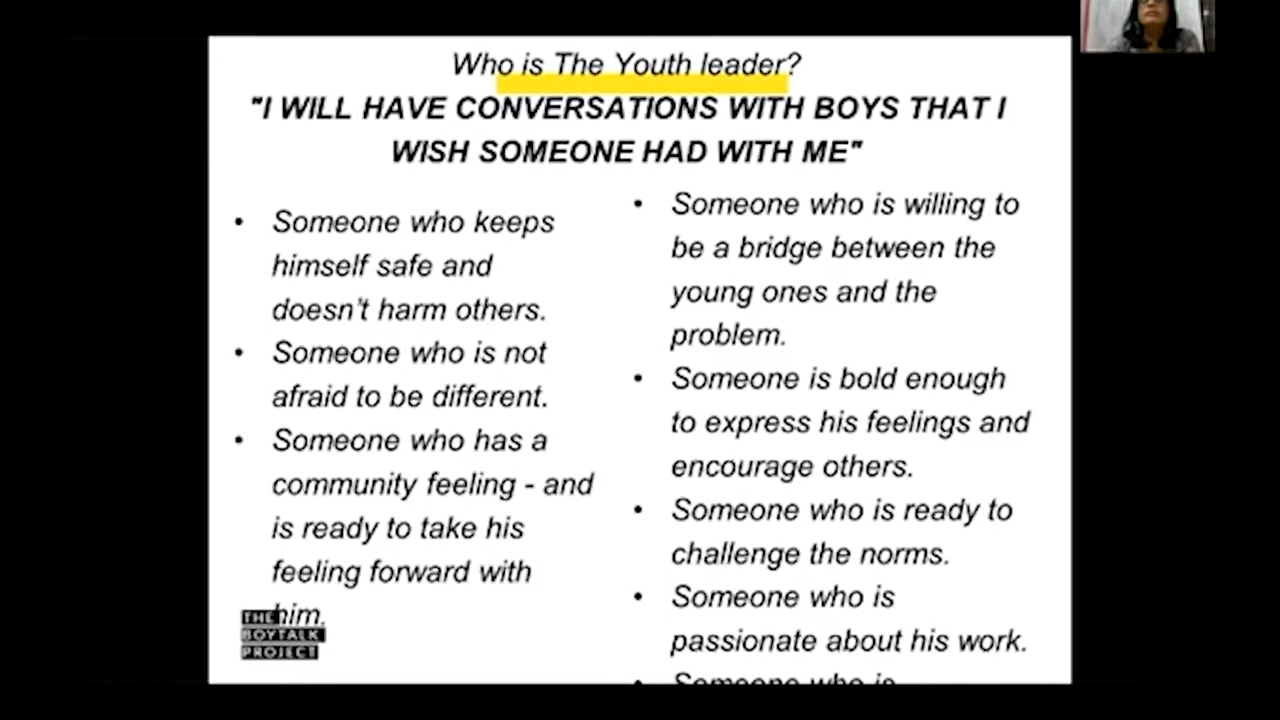 Who is The Youth leader?
"I WILL HAVE CONVERSATIONS WITH BOYS THAT I
WISH SOMEONE HAD WITH ME"
• Someone who keeps
himself safe and
doesn't harm others.
• Someone who is not
afraid to be different.
• Someone who has a
community feeling - and
is ready to take his
feeling forward with
him.
THE
BOYTALK
PROJECT
• Someone who is willing to
be a bridge between the
young ones and the
problem.
• Someone is bold enough
to express his feelings and
encourage others.
• Someone who is ready to
challenge the norms.
• Someone who is
passionate about his work.
• Someone who is